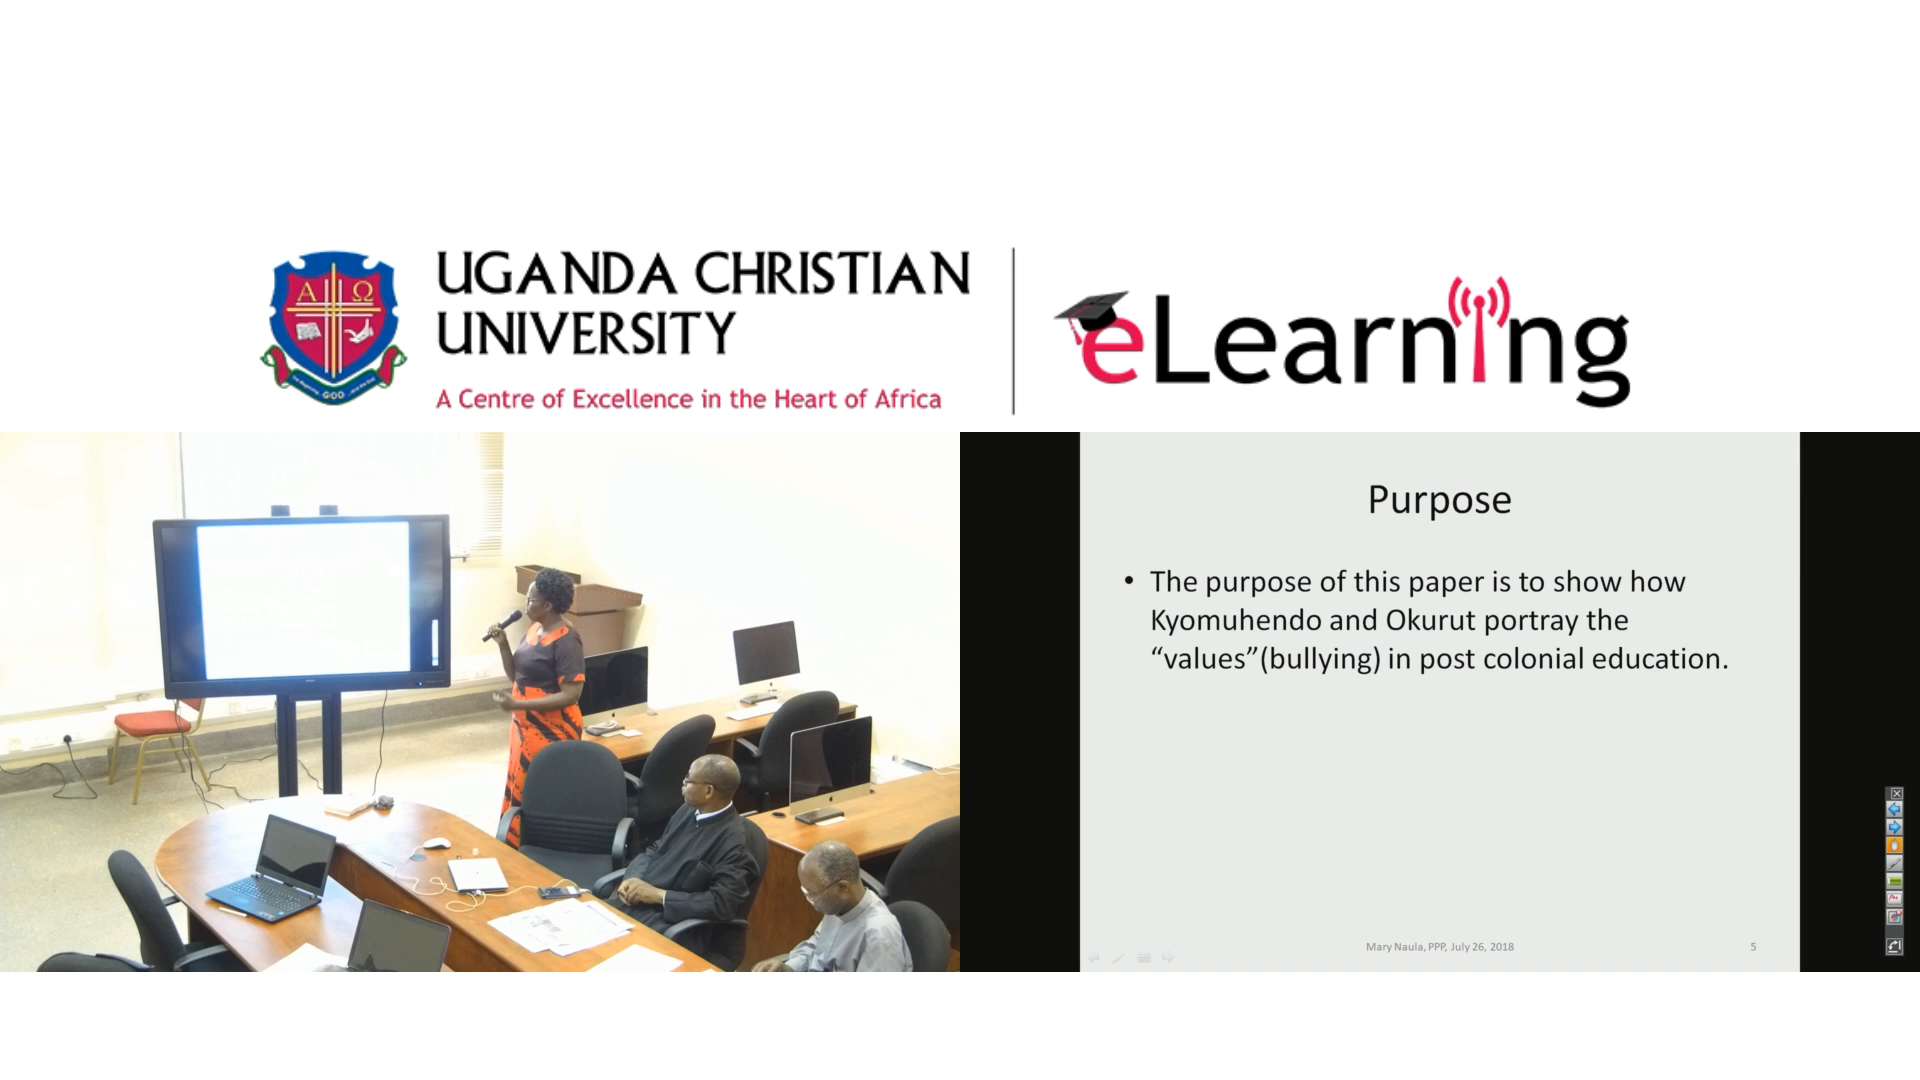 UGANDA CHRISTIAN
UNIVERSITY
A Centre of Excellence in the Heart of Africa
eLearning
Α Ω
GOD
Purpose
• The purpose of this paper is to show how
Kyomuhendo and Okurut portray the
“values”(bullying) in post colonial education.
Mary Naula, PPP, July 26, 2018
5